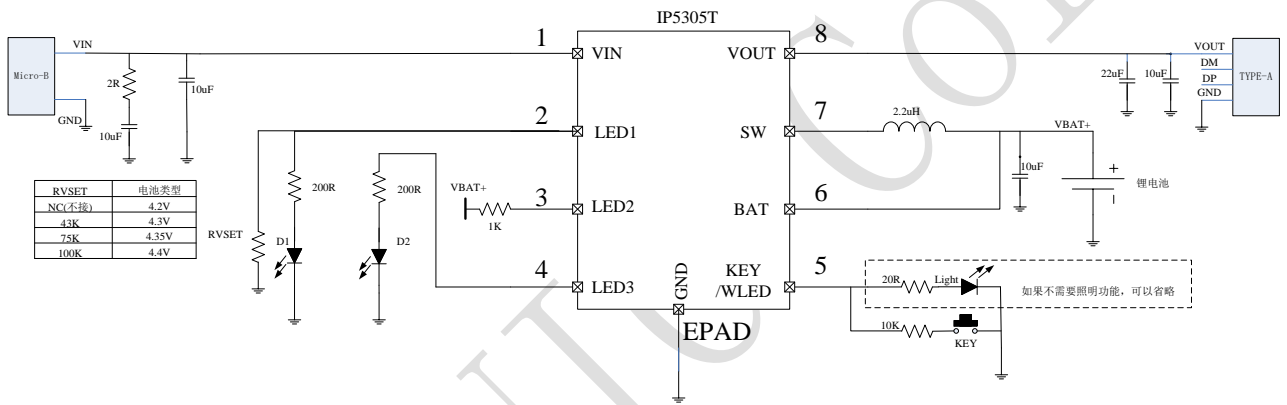 IP5305T
Micro-B
VIN
GND
2R
10uF
10uF
1
VIN
2
LED1
3
LED2
4
LED3
8
VOUT
7
SW
6
BAT
5
KEY
/WLED
GND
EPAD
200R
200R
D1
D2
RVSET
VBAT+
1K
RVSET 电池类型
NC(不接) 4.2V
43K 4.3V
75K 4.35V
100K 4.4V
22uF
10uF
VOUT
DM
DP
GND
TYPE-A
2.2uH
10uF
VBAT+
+
锂电池
20R
Light
如果不需要照明功能，可以省略
10K
KEY